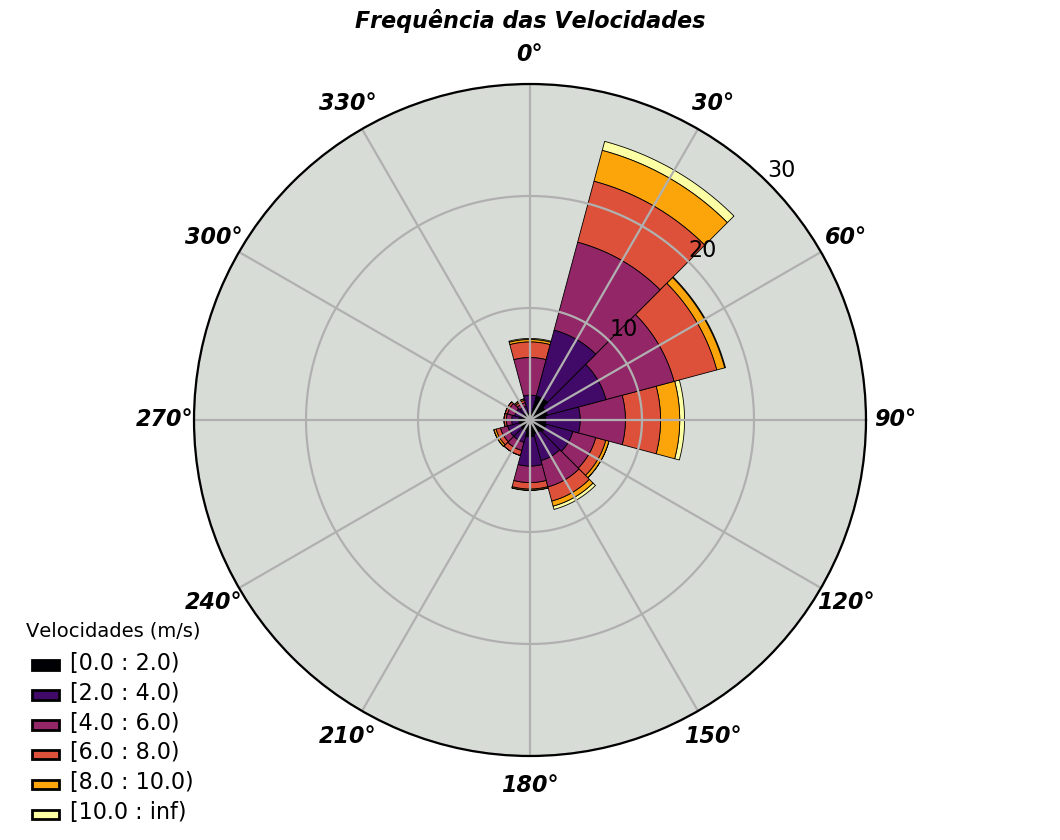 Frequência das Velocidades
0°
330°
30°
30
300°
60°
20
10
270°
90°
240°
120°
210°
150°
180°
Velocidades (m/s)
[0.0 : 2.0)
[2.0 : 4.0)
[4.0 : 6.0)
[6.0 : 8.0)
[8.0 : 10.0)
[10.0 : inf)